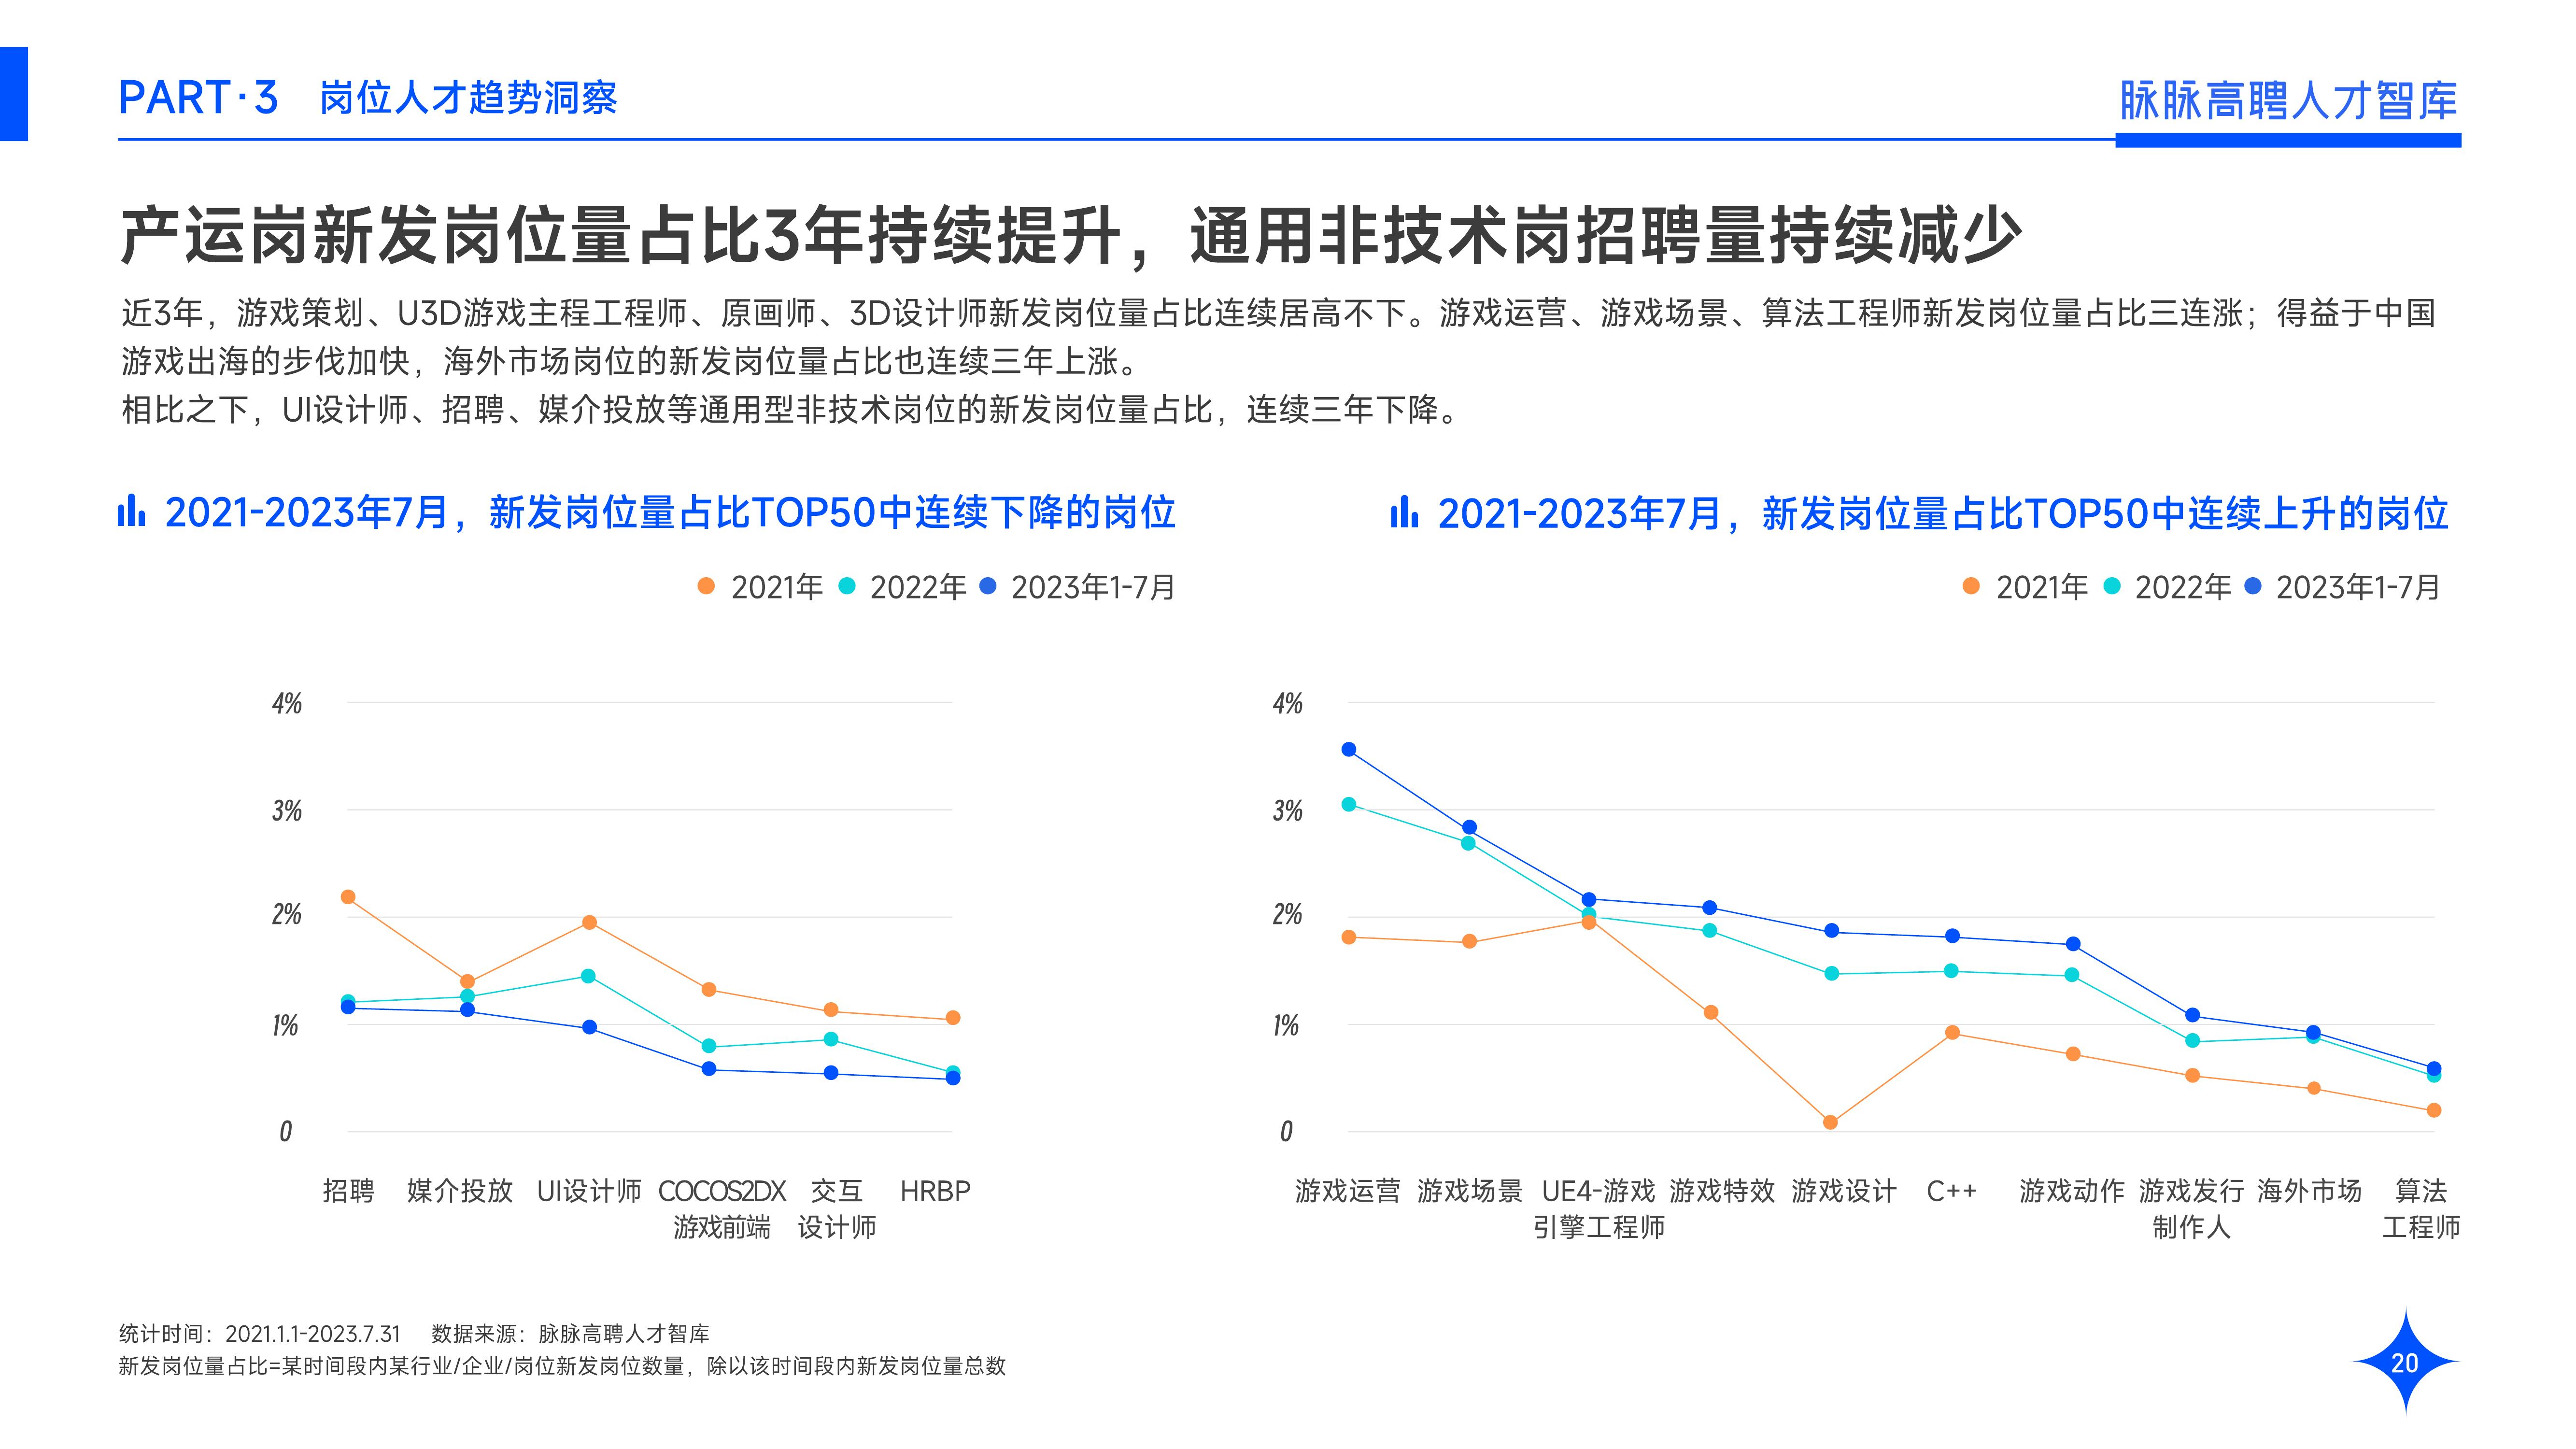 PART·3 岗位人才趋势洞察
脉脉高聘人才智库
产运岗新发岗位量占比3年持续提升，通用非技术岗招聘量持续减少
近3年，游戏策划、U3D游戏主程工程师、原画师、3D设计师新发岗位量占比连续居高不下。游戏运营、游戏场景、算法工程师新发岗位量占比三连涨；得益于中国
游戏出海的步伐加快，海外市场岗位的新发岗位量占比也连续三年上涨。
相比之下，UI设计师、招聘、媒介投放等通用型非技术岗位的新发岗位量占比，连续三年下降。
2021-2023年7月，新发岗位量占比TOP50中连续下降的岗位
2021年 2022年 2023年1-7月
4%
3%
2%
1%
0
招聘 媒介投放 UI设计师 COCOS2DX 交互 HRBP
游戏前端 设计师
2021-2023年7月，新发岗位量占比TOP50中连续上升的岗位
2021年 2022年 2023年1-7月
4%
3%
2%
1%
0
游戏运营 游戏场景 UE4-游戏 游戏特效 游戏设计 C++ 游戏动作 游戏发行 海外市场 算法
引擎工程师 制作人 工程师
统计时间：2021.1.1-2023.7.31 数据来源：脉脉高聘人才智库
新发岗位量占比=某时间段内某行业/企业/岗位新发岗位数量，除以该时间段内新发岗位量总数
20